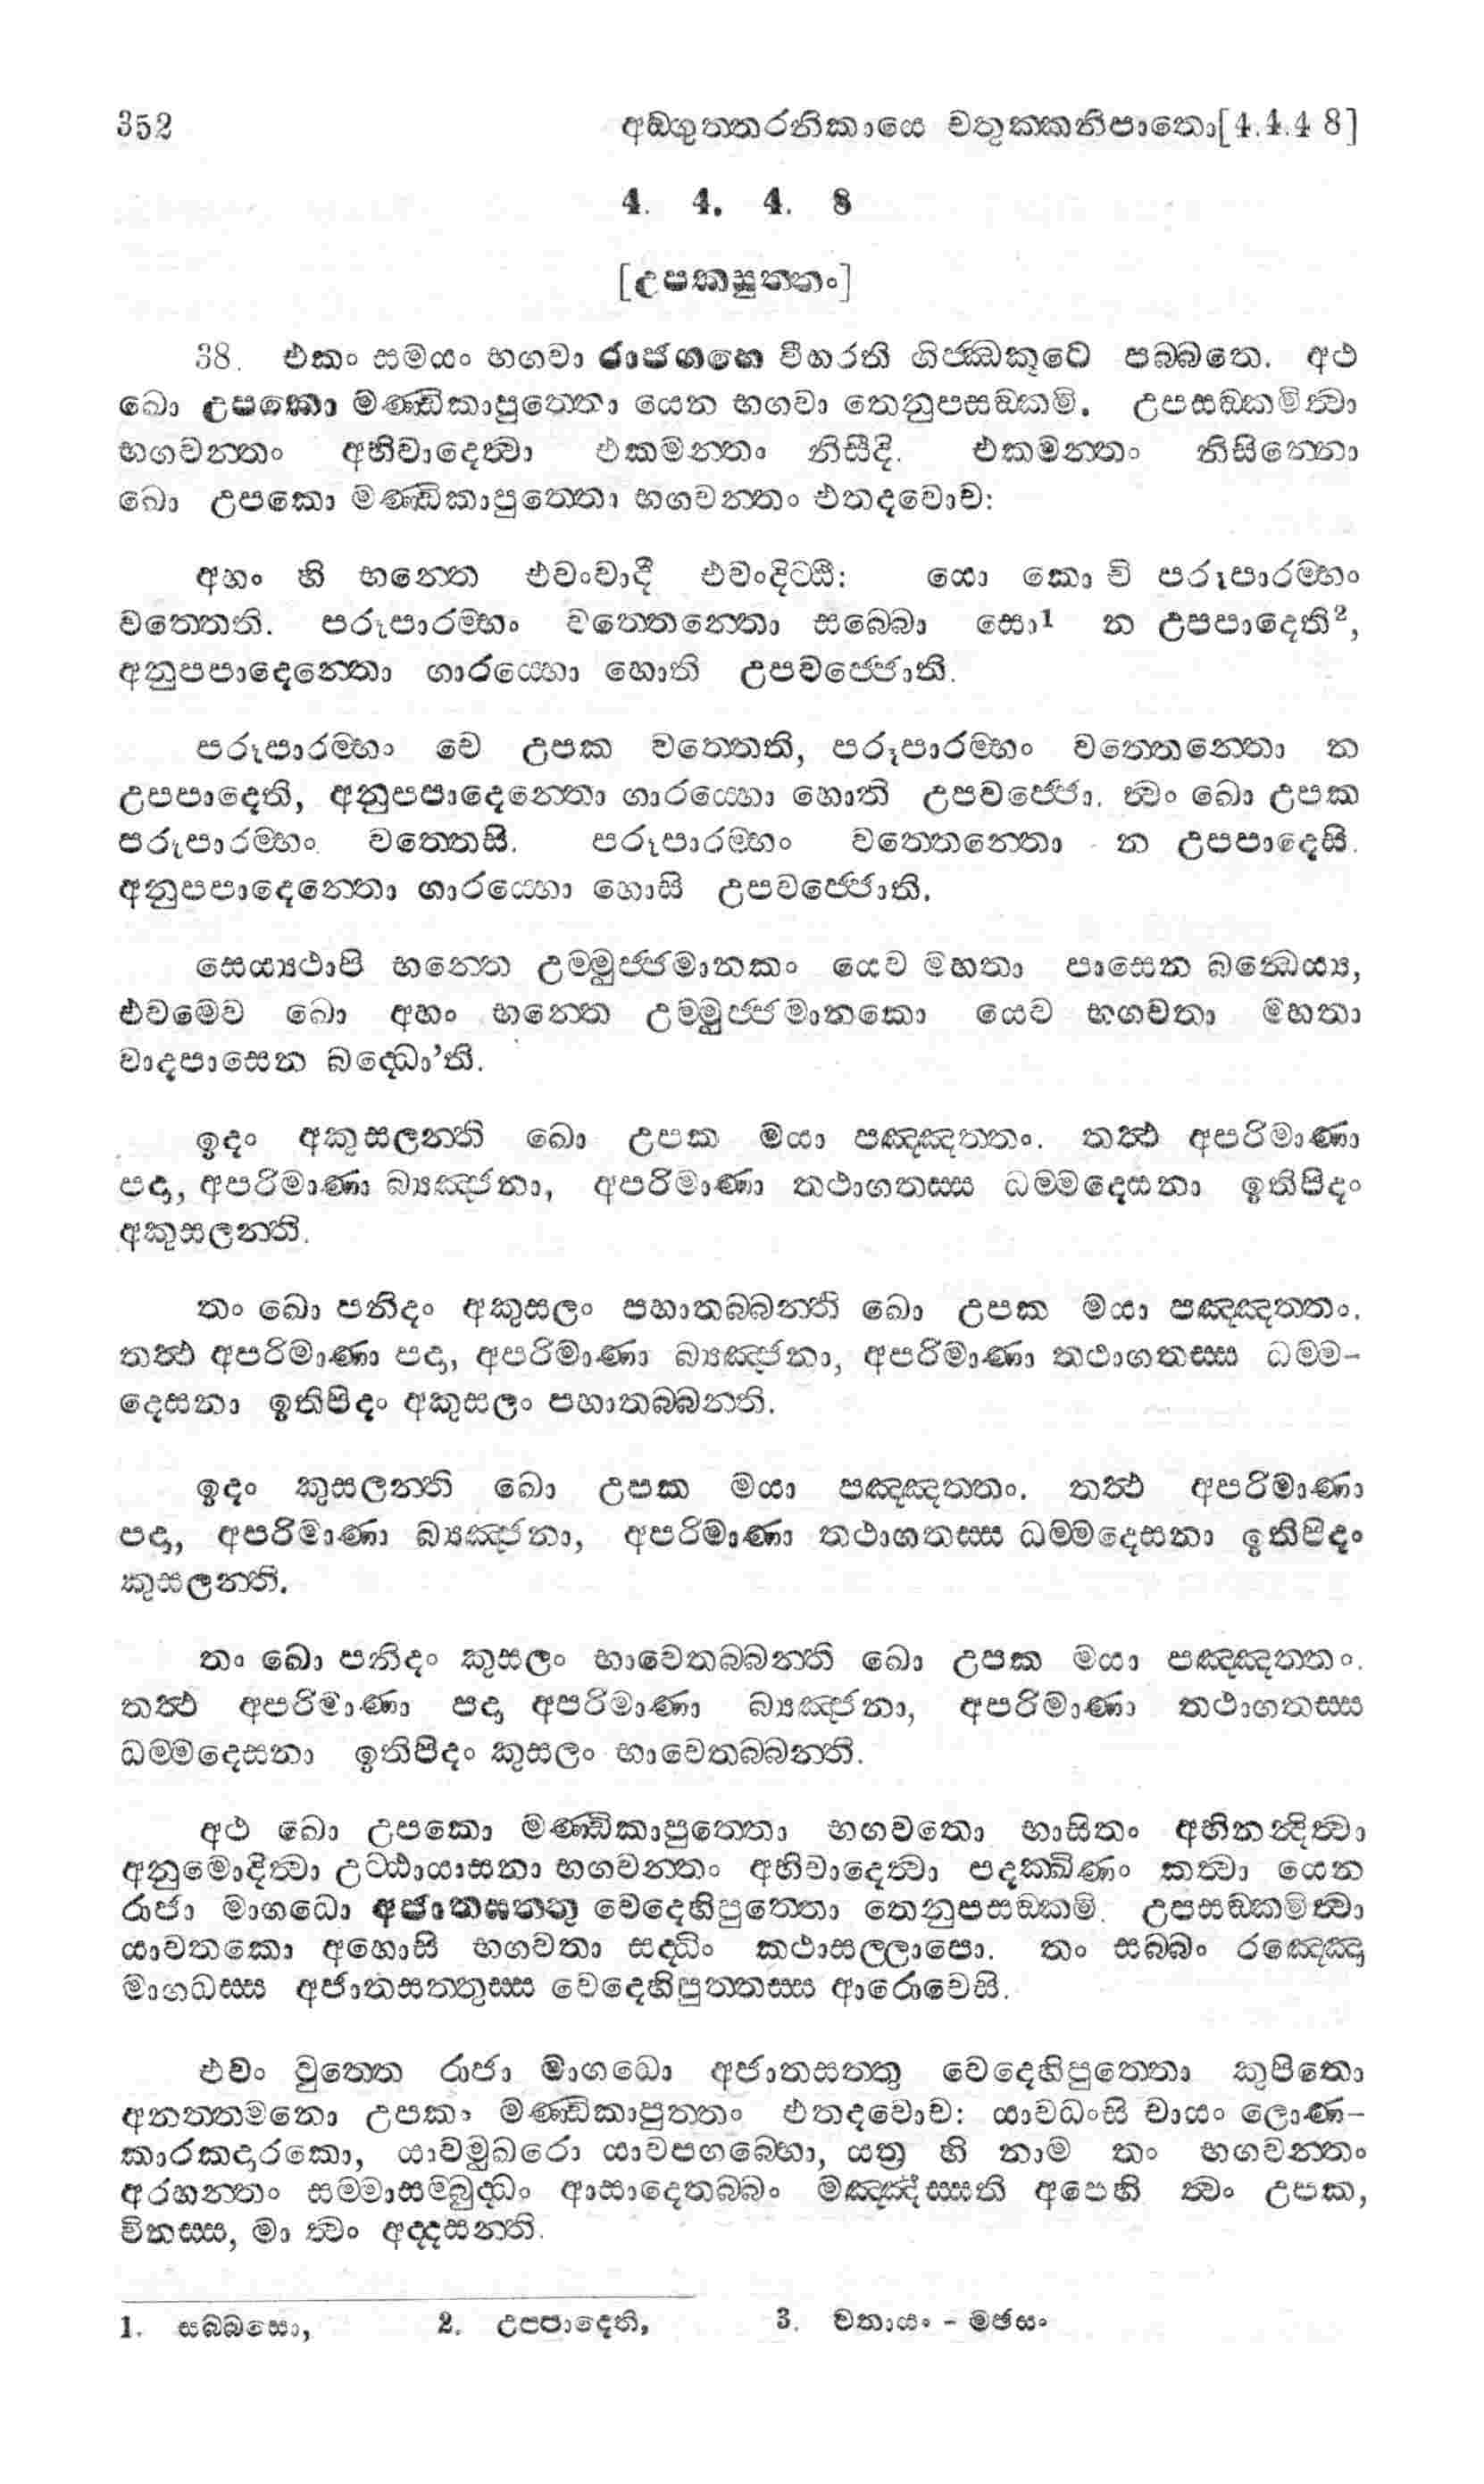 352 අඞ්ගුත්තරනිකායෙ චතුක්කනිපාතො[4.4.4 8]
4. 4. 4. 8
[උපකසුත්තං]
38. එකං සමයං භගවා රාජගහෙ විහරති ගිජ්ඣකූටෙ පබ්බතෙ. අථ
ඛො උපකො මණ්ඩිකාපුත්තො යෙන භගවා තෙනුපසඞ්කමි. උපසඞ්කමිත්වා
භගවන්තං අභිවාදෙත්වා එකමන්තං නිසීදි. එකමන්තං නිසින්නො
ඛො උපකො මණ්ඩිකාපුත්තො භගවන්තං එතදවොච:
අහං හි භන්තෙ එවංවාදී එවංදිට්ඨි: යො කො චි පරූපාරම්භං
වත්තෙති. පරූපාරම්භං වත්තෙන්තො සබ්බො සො1 න උපපාදෙති2,
අනුපපාදෙන්තො ගාරය්හො හොති උපවජ්ජොති.
පරූපාරම්භං චෙ උපක වත්තෙති, පරූපාරම්භං වත්තෙන්තො න
උපපාදෙති, අනුපපාදෙන්තො ගාරය්හො හොති උපවජ්ජො. ත්වං ඛො උපක
පරූපාරම්භං වත්තෙසි. පරූපාරම්භං වත්තෙන්තො න උපපාදෙසි.
අනුපපාදෙන්තො ගාරය්හො හොසි උපවජ්ජොති.
සෙය්‍යථාපි භන්තෙ උම්මුජ්ජමානකං යෙව මහතා පාසෙන බන්ධෙය්‍ය,
එවමෙව ඛො අහං භන්තෙ උම්මුජ්ජමානකො යෙව භගවතා මහතා
වාදපාසෙන බද්ධො’ති.
ඉදං අකුසලන්ති ඛො උපක මයා පඤ්ඤත්තං. තත්‍ථ අපරිමාණා
පදා, අපරිමාණා බ්‍යඤ්ජනා, අපරිමාණා තථාගතස්ස ධම්මදෙසනා ඉතිපිදං
අකුසලන්ති.
තං ඛො පනිදං අකුසලං පහාතබ්බන්ති ඛො උපක මයා පඤ්ඤත්තං.
තත්‍ථ අපරිමාණා පදා, අපරිමාණා බ්‍යඤ්ජනා, අපරිමාණා තථාගතස්ස ධම්ම-
දෙසනා ඉතිපිදං අකුසලං පහාතබ්බන්ති.
ඉදං කුසලන්ති ඛො උපක මයා පඤ්ඤත්තං. තත්‍ථ අපරිමාණා
පදා, අපරිමාණා බ්‍යඤ්ජනා, අපරිමාණා තථාගතස්ස ධම්මදෙසනා ඉතිපිදං
කුසලන්ති.
තං ඛො පනිදං කුසලං භාවෙතබ්බන්ති ඛො උපක මයා පඤ්ඤත්තං.
තත්‍ථ අපරිමාණා පදා අපරිමාණා බ්‍යඤ්ජනා, අපරිමාණා තථාගතස්ස
ධම්මදෙසනා ඉතිපිදං කුසලං භාවෙතබ්බන්ති.
අථ ඛො උපකො මණ්ඩිකාපුත්තො භගවතො භාසිතං අභිනන්දිත්වා
අනුමොදිත්වා උට්ඨායාසනා භගවන්තං අභිවාදෙත්වා පදක්ඛිණං කත්වා යෙන
රාජා මාගධො අජාතසත්තු වෙදෙහිපුත්තො තෙනුපසඞ්කමි. උපසඞ්කමිත්වා
යාවතකො අහොසි භගවතා සද්ධිං කථාසල්ලාපො. තං සබ්බං රඤ්ඤො
මාගධස්ස අජාතසත්තුස්ස වෙදෙහිපුත්තස්ස ආරොචෙසි.
එවං වුත්තෙ රාජා මාගධො අජාතසත්තු වෙදෙහිපුත්තො කුපිතො
අනත්තමනො උපකං මණ්ඩිකාපුත්තං එතදවොච: යාවධංසි චායං ලොණ-
කාරකදාරකො, යාවමුඛරො යාවපගබ්භො, යත්‍ර හි නාම තං භගවන්තං
අරහන්තං සම්මාසම්බුද්ධං ආසාදෙතබ්බං මඤ්ඤිස්සති අපෙහි ත්වං උපක,
විනස්ස, මා ත්වං අද්දසන්ති.
1. සබ්බසො, 2. උප්පාදෙති, 3. චතායං - මඡසං